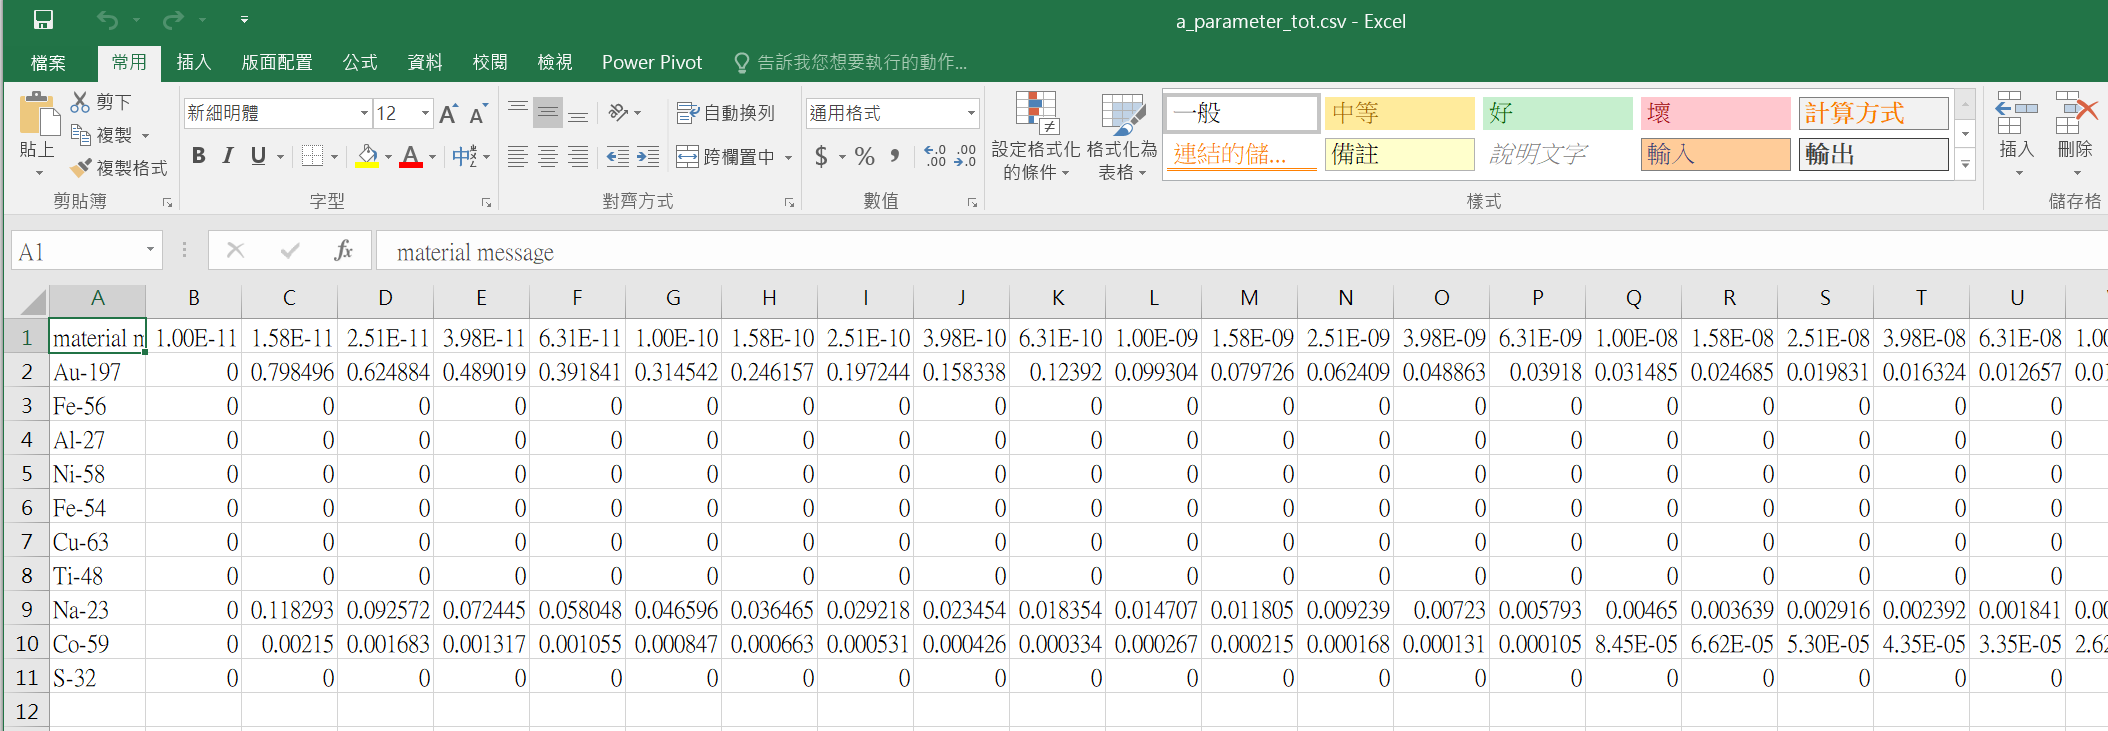 a_parameter_tot.csv - Excel
檔案 常用 插入 版面配置 公式 資料 校閱 檢視 Power Pivot 告訴我您想要執行的動作...
貼上
剪下
複製
複製格式
剪貼簿
新細明體 12
B I U
字型
自動換列
跨欄置中
對齊方式
通用格式
$ % ,
數值
設定格式化的條件
格式化為表格
一般 中等 好 壞 計算方式
連結的儲... 備註 說明文字 輸入 輸出
樣式
插入 刪除
儲存格
A1 fx material message
A B C D E F G H I J K L M N O P Q R S T U
1 material m 1.00E-11 1.58E-11 2.51E-11 3.98E-11 6.31E-11 1.00E-10 1.58E-10 2.51E-10 3.98E-10 6.31E-10 1.00E-09 1.58E-09 2.51E-09 3.98E-09 6.31E-09 1.00E-08 1.58E-08 2.51E-08 3.98E-08 6.31E-08
2 Au-197 0 0.798496 0.624884 0.489019 0.391841 0.314542 0.246157 0.197244 0.158338 0.12392 0.099304 0.079726 0.062409 0.048863 0.03918 0.031485 0.024685 0.019831 0.016324 0.012657
3 Fe-56 0 0 0 0 0 0 0 0 0 0 0 0 0 0 0 0 0 0 0 0
4 Al-27 0 0 0 0 0 0 0 0 0 0 0 0 0 0 0 0 0 0 0 0
5 Ni-58 0 0 0 0 0 0 0 0 0 0 0 0 0 0 0 0 0 0 0 0
6 Fe-54 0 0 0 0 0 0 0 0 0 0 0 0 0 0 0 0 0 0 0 0
7 Cu-63 0 0 0 0 0 0 0 0 0 0 0 0 0 0 0 0 0 0 0 0
8 Ti-48 0 0 0 0 0 0 0 0 0 0 0 0 0 0 0 0 0 0 0 0
9 Na-23 0 0.118293 0.092572 0.072445 0.058048 0.046596 0.036465 0.029218 0.023454 0.018354 0.014707 0.011805 0.009239 0.00723 0.005793 0.00465 0.003639 0.002916 0.002392 0.001841
10 Co-59 0 0.00215 0.001683 0.001317 0.001055 0.000847 0.000663 0.000531 0.000426 0.000334 0.000267 0.000215 0.000168 0.000131 0.000105 8.45E-05 6.62E-05 5.30E-05 4.35E-05 3.35E-05
11 S-32 0 0 0 0 0 0 0 0 0 0 0 0 0 0 0 0 0 0 0 0
12